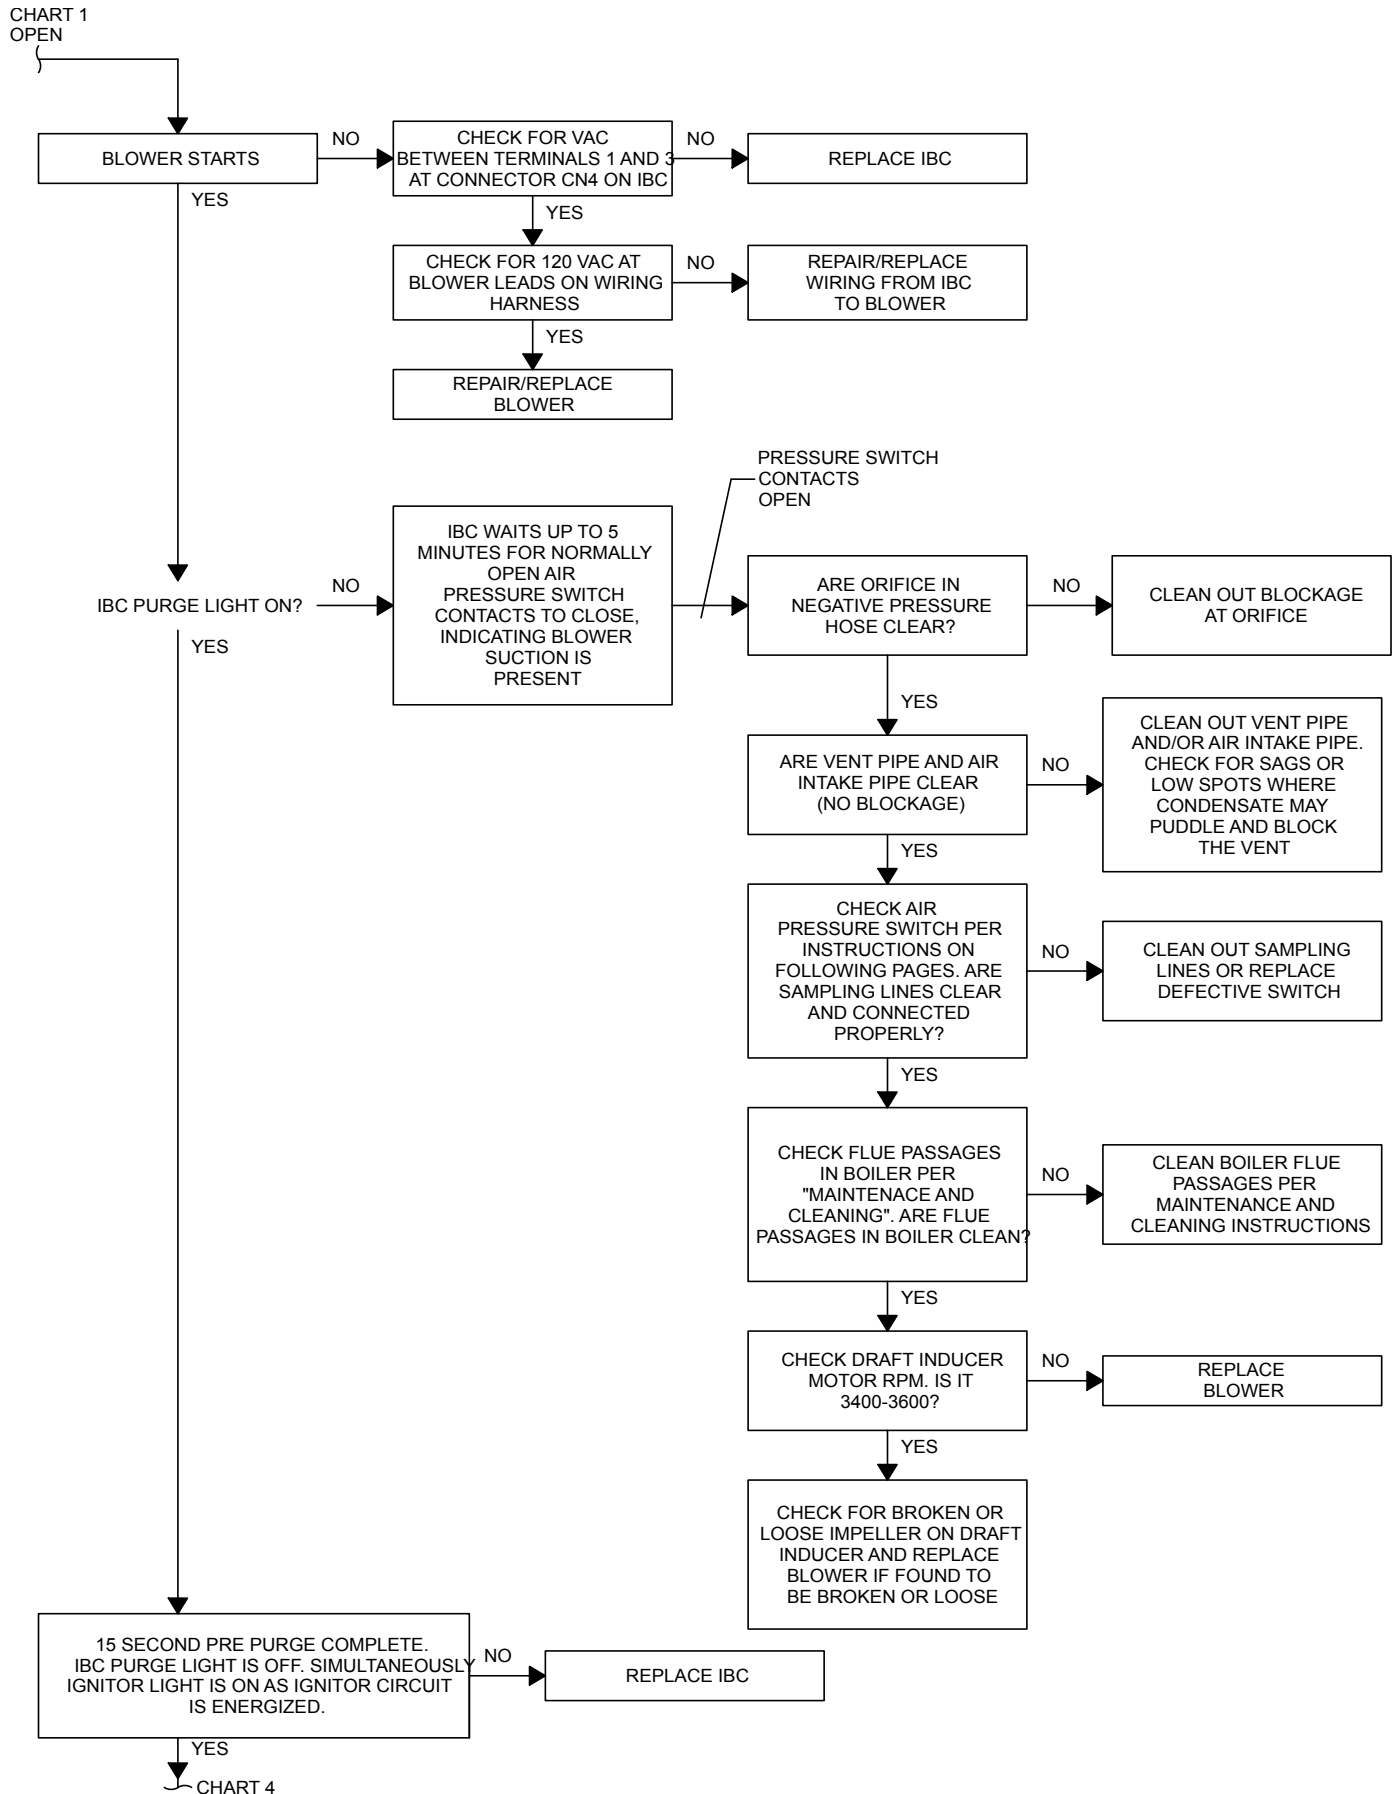 CHART 1
OPEN
BLOWER STARTS
NO
CHECK FOR VAC
BETWEEN TERMINALS 1 AND 3
AT CONNECTOR CN4 ON IBC
NO
REPLACE IBC
YES
YES
CHECK FOR 120 VAC AT
BLOWER LEADS ON WIRING
HARNESS
NO
REPAIR/REPLACE
WIRING FROM IBC
TO BLOWER
YES
REPAIR/REPLACE
BLOWER
PRESSURE SWITCH
CONTACTS
OPEN
IBC PURGE LIGHT ON?
NO
IBC WAITS UP TO 5
MINUTES FOR NORMALLY
OPEN AIR
PRESSURE SWITCH
CONTACTS TO CLOSE,
INDICATING BLOWER
SUCTION IS
PRESENT
ARE ORIFICE IN
NEGATIVE PRESSURE
HOSE CLEAR?
NO
CLEAN OUT BLOCKAGE
AT ORIFICE
YES
YES
ARE VENT PIPE AND AIR
INTAKE PIPE CLEAR
(NO BLOCKAGE)
NO
CLEAN OUT VENT PIPE
AND/OR AIR INTAKE PIPE.
CHECK FOR SAGS OR
LOW SPOTS WHERE
CONDENSATE MAY
PUDDLE AND BLOCK
THE VENT
YES
CHECK AIR
PRESSURE SWITCH PER
INSTRUCTIONS ON
FOLLOWING PAGES. ARE
SAMPLING LINES CLEAR
AND CONNECTED
PROPERLY?
NO
CLEAN OUT SAMPLING
LINES OR REPLACE
DEFECTIVE SWITCH
YES
CHECK FLUE PASSAGES
IN BOILER PER
"MAINTENACE AND
CLEANING". ARE FLUE
PASSAGES IN BOILER CLEAN?
NO
CLEAN BOILER FLUE
PASSAGES PER
MAINTENANCE AND
CLEANING INSTRUCTIONS
YES
CHECK DRAFT INDUCER
MOTOR RPM. IS IT
3400-3600?
NO
REPLACE
BLOWER
YES
CHECK FOR BROKEN OR
LOOSE IMPELLER ON DRAFT
INDUCER AND REPLACE
BLOWER IF FOUND TO
BE BROKEN OR LOOSE
15 SECOND PRE PURGE COMPLETE.
IBC PURGE LIGHT IS OFF. SIMULTANEOUSLY
IGNITOR LIGHT IS ON AS IGNITOR CIRCUIT
IS ENERGIZED.
NO
REPLACE IBC
YES
CHART 4